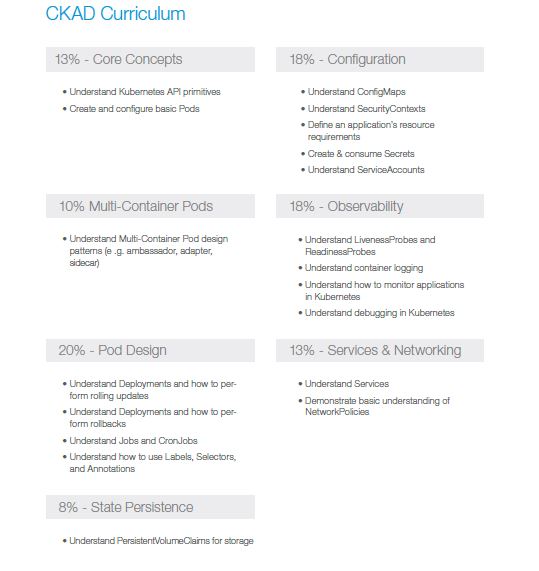 CKAD Curriculum
13% - Core Concepts
• Understand Kubernetes API primitives
• Create and configure basic Pods
18% - Configuration
• Understand ConfigMaps
• Understand SecurityContexts
• Define an application's resource
requirements
• Create & consume Secrets
• Understand ServiceAccounts
10% Multi-Container Pods
• Understand Multi-Container Pod design
patterns (e .g. ambassador, adapter,
sidecar)
18% - Observability
• Understand LivenessProbes and
ReadinessProbes
• Understand container logging
• Understand how to monitor applications
in Kubernetes
• Understand debugging in Kubernetes
20% - Pod Design
• Understand Deployments and how to per-
form rolling updates
• Understand Deployments and how to per-
form rollbacks
• Understand Jobs and CronJobs
• Understand how to use Labels, Selectors,
and Annotations
13% - Services & Networking
• Understand Services
• Demonstrate basic understanding of
NetworkPolicies
8% - State Persistence
• Understand PersistentVolumeClaims for storage